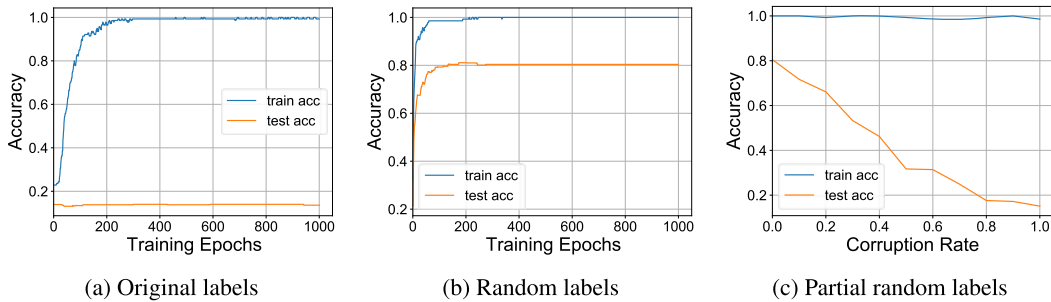 1.0
0.8
0.6
0.4
0.2
Accuracy
train acc
test acc
0 200 400 600 800 1000
Training Epochs
(a) Original labels
1.0
0.8
0.6
0.4
0.2
Accuracy
train acc
test acc
0 200 400 600 800 1000
Training Epochs
(b) Random labels
1.0
0.8
0.6
0.4
0.2
Accuracy
train acc
test acc
0.0 0.2 0.4 0.6 0.8 1.0
Corruption Rate
(c) Partial random labels